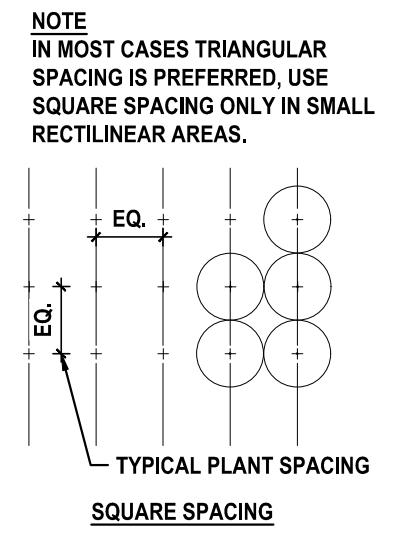 NOTE
IN MOST CASES TRIANGULAR
SPACING IS PREFERRED, USE
SQUARE SPACING ONLY IN SMALL
RECTILINEAR AREAS.
EQ.
EQ.
TYPICAL PLANT SPACING
SQUARE SPACING